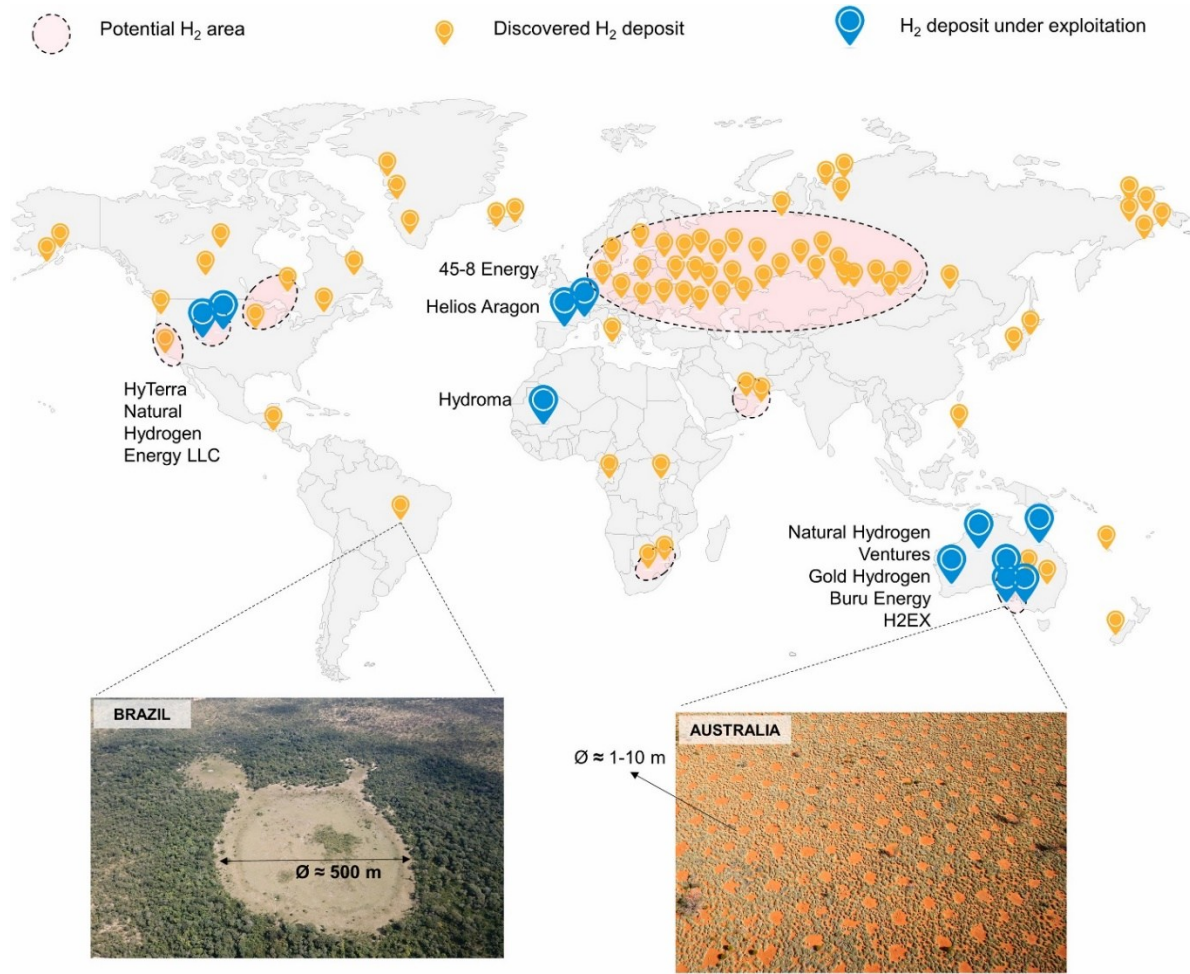 Potential H₂ area
Discovered H₂ deposit
H₂ deposit under exploitation
45-8 Energy
Helios Aragon
HyTerra
Natural
Hydrogen
Energy LLC
Hydroma
Natural Hydrogen
Ventures
Gold Hydrogen
Buru Energy
H2EX
BRAZIL
Ø ≈ 500 m
Ø ≈ 1-10 m
AUSTRALIA